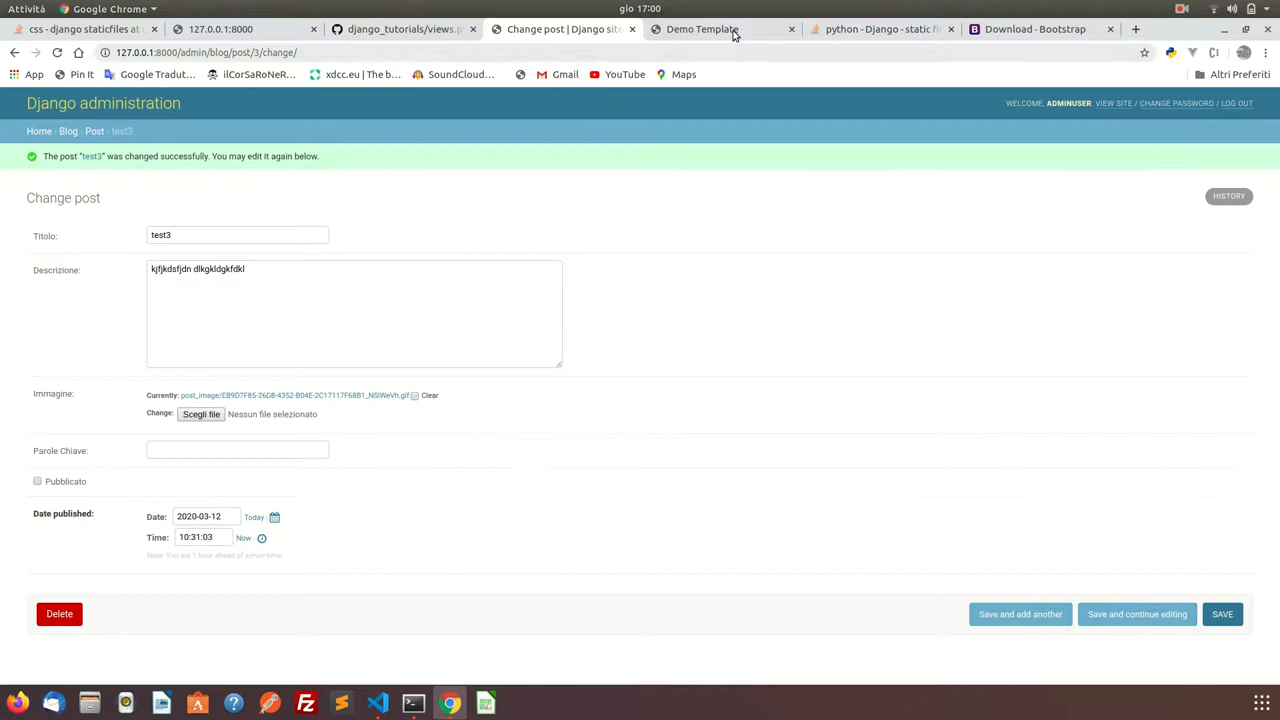 Attività Google Chrome gio 17:00
css - django staticfiles at 127.0.0.1:8000 django_tutorials/views.p Change post | Django site Demo Template python - Django - static fi Download · Bootstrap
127.0.0.1:8000/admin/blog/post/3/change/
App Pin It Google Tradut... ilCorSaRoNeR... xdcc.eu | The b... SoundCloud... Gmail YouTube Maps Altri Preferiti
Django administration WELCOME, ADMINUSER. VIEW SITE / CHANGE PASSWORD / LOG OUT
Home › Blog › Post › test3
The post “test3” was changed successfully. You may edit it again below.
Change post HISTORY
Titolo: test3
Descrizione: kjfjkdsfjdn dlkgkldgkfdkl
Immagine: Currently: post_image/EB9D7F85-26D8-4352-B04E-2C17117F68B1_NSIWeVh.gif Clear
Change: Scegli file Nessun file selezionato
Parole Chiave:
Pubblicato
Date published: Date: 2020-03-12 Today
Time: 10:31:03 Now
Note: You are 1 hour ahead of server time.
Delete Save and add another Save and continue editing SAVE